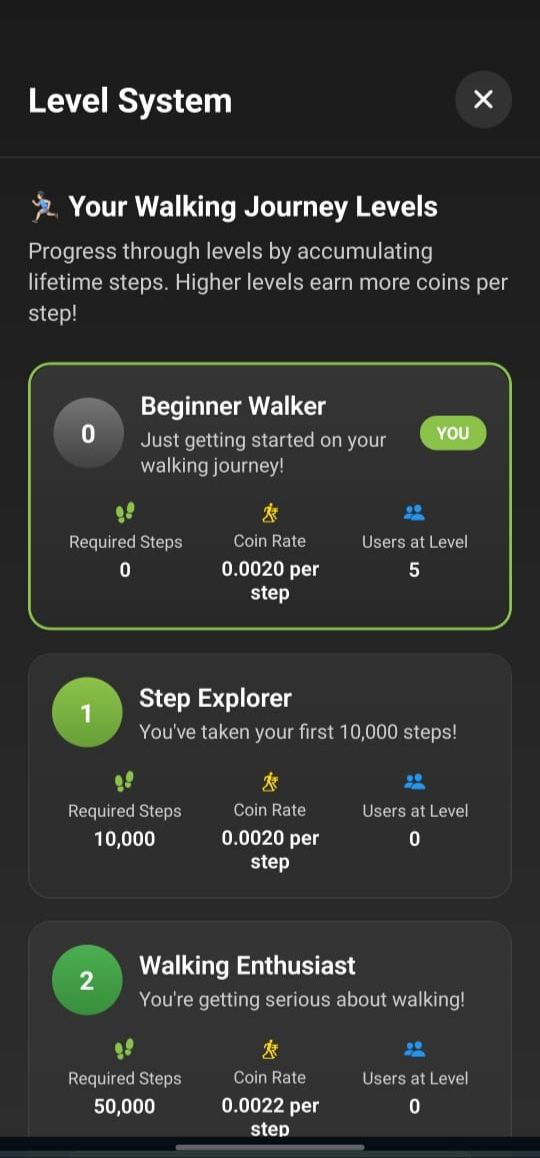 Level System
🏃 Your Walking Journey Levels
Progress through levels by accumulating
lifetime steps. Higher levels earn more coins per
step!
0
Beginner Walker
Just getting started on your
walking journey!
YOU
Required Steps
0
Coin Rate
0.0020 per
step
Users at Level
5
1
Step Explorer
You've taken your first 10,000 steps!
Required Steps
10,000
Coin Rate
0.0020 per
step
Users at Level
0
2
Walking Enthusiast
You're getting serious about walking!
Required Steps
50,000
Coin Rate
0.0022 per
step
Users at Level
0